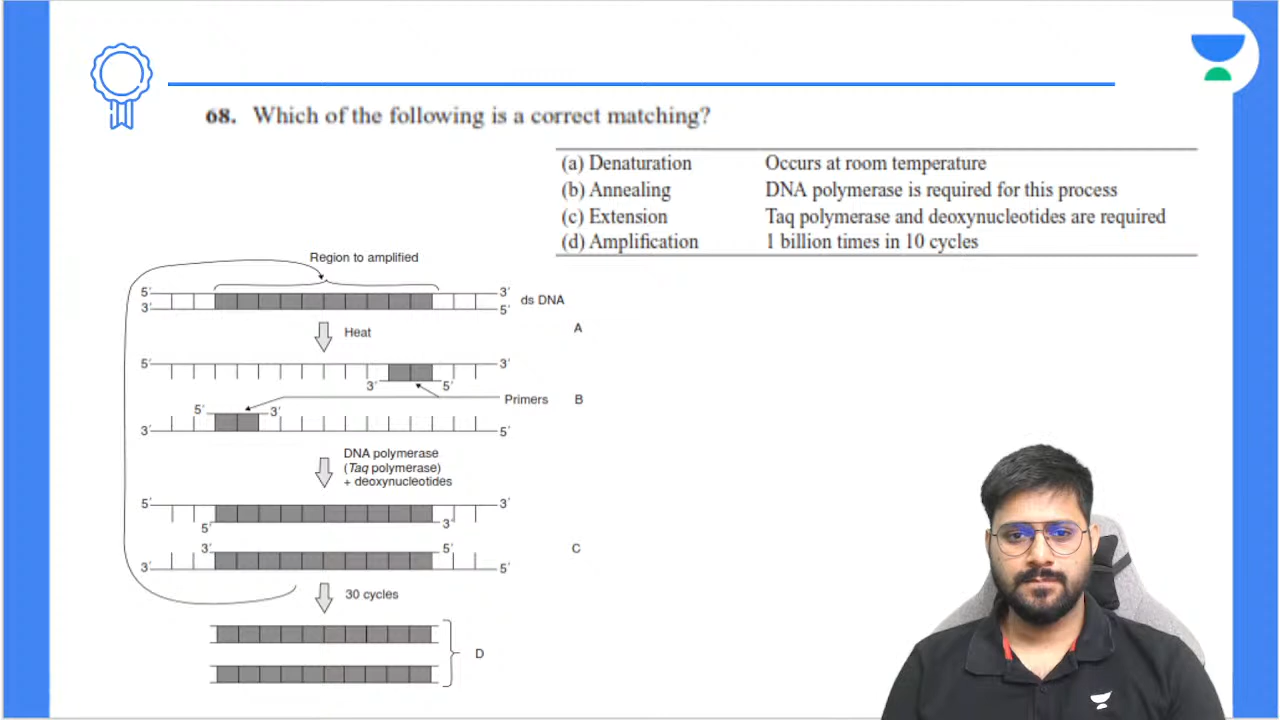 68. Which of the following is a correct matching?
(a) Denaturation Occurs at room temperature
(b) Annealing DNA polymerase is required for this process
(c) Extension Taq polymerase and deoxynucleotides are required
(d) Amplification 1 billion times in 10 cycles
Region to amplified
5′ 3′
3′ 5′ ds DNA
A
Heat
5′ 3′
3′ 5′
Primers B
5′ 3′
3′ 5′
DNA polymerase
(Taq polymerase)
+ deoxynucleotides
5′ 3′
5′ 3′
3′ 5′ C
3′ 5′
30 cycles
D